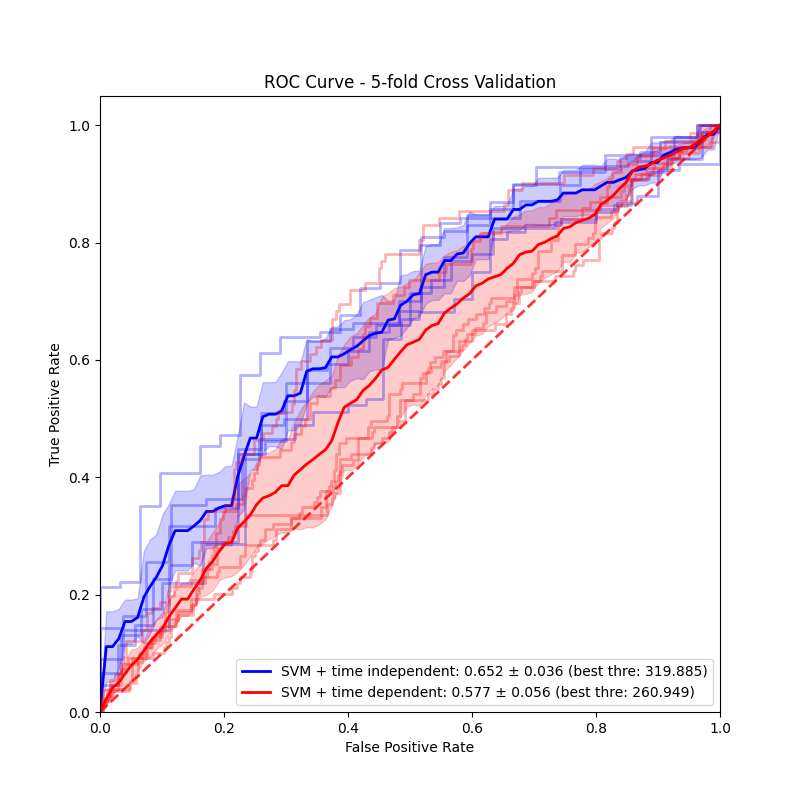 ROC Curve - 5-fold Cross Validation
True Positive Rate
1.0
0.8
0.6
0.4
0.2
0.0
SVM + time independent: 0.652 ± 0.036 (best thre: 319.885)
SVM + time dependent: 0.577 ± 0.056 (best thre: 260.949)
0.0 0.2 0.4 0.6 0.8 1.0
False Positive Rate